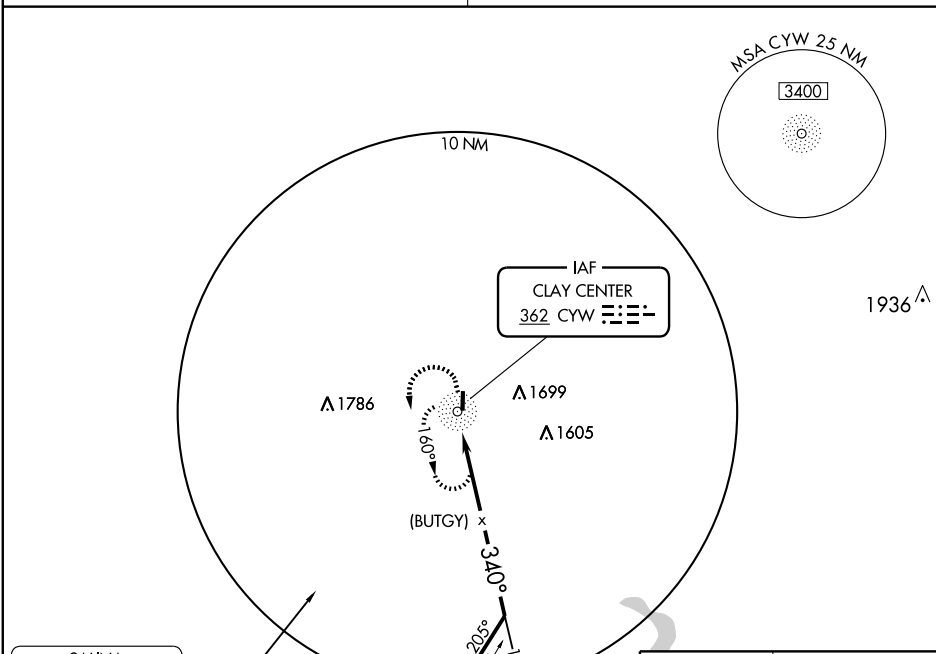 MSA CYW 25 NM
3400
10 NM
IAF
CLAY CENTER
362 CYW
1936
1699
1786
1605
160°
(BUTGY) x
340°
205°